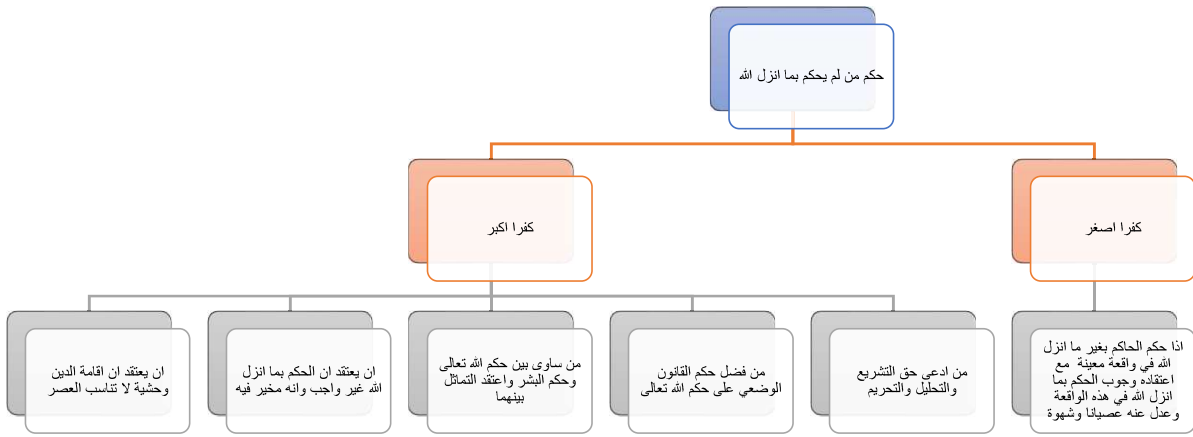 حكم من لم يحكم بما انزل الله
كفرا اصغر
كفرا اكبر
اذا حكم الحاكم بغير ما انزل
الله في واقعة معينة مع
اعتقاده وجوب الحكم بما
انزل الله في هذه الواقعة
وعدل عنه عصيانا وشهوة
من ادعى حق التشريع
والتحليل والتحريم
من فضل حكم القانون
الوضعي على حكم الله تعالى
من ساوى بين حكم الله تعالى
وحكم البشر واعتقد التماثل
بينهما
ان يعتقد ان الحكم بما انزل
الله غير واجب وانه مخير فيه
ان يعتقد ان اقامة الدين
وحشية لا تناسب العصر